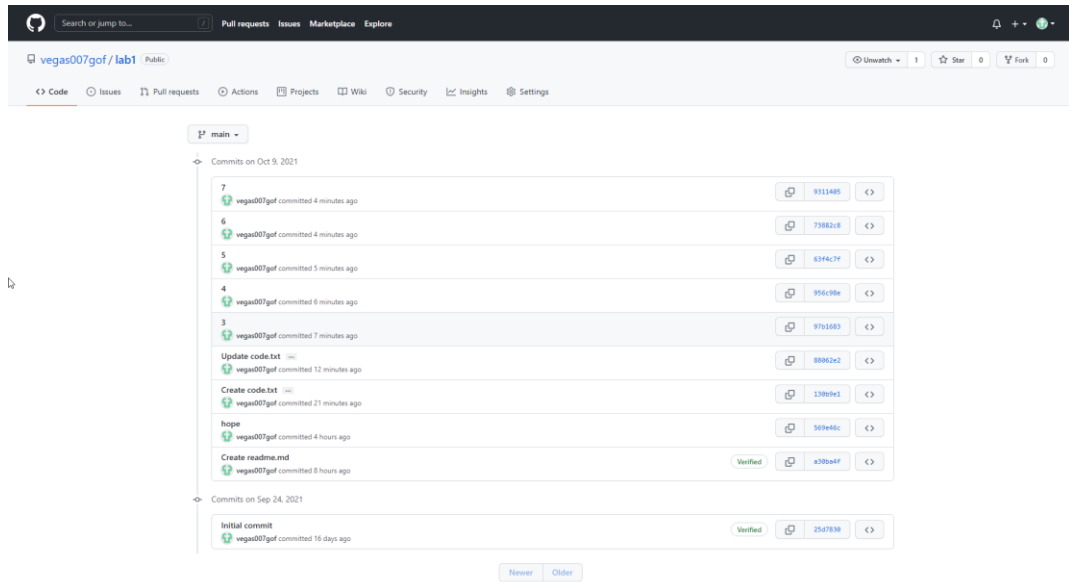 Search or jump to... /
Pull requests Issues Marketplace Explore
vegas007gof / lab1 Public
Unwatch 1 Star 0 Fork 0
Code Issues Pull requests Actions Projects Wiki Security Insights Settings
main
Commits on Oct 9, 2021
7
vegas007gof committed 4 minutes ago
9311405
6
vegas007gof committed 4 minutes ago
73882c8
5
vegas007gof committed 5 minutes ago
63f4c7f
4
vegas007gof committed 6 minutes ago
956c98e
3
vegas007gof committed 7 minutes ago
97b1683
Update code.txt ...
vegas007gof committed 12 minutes ago
88062e2
Create code.txt ...
vegas007gof committed 21 minutes ago
130b9e1
hope
vegas007gof committed 4 hours ago
569e46c
Create readme.md
vegas007gof committed 8 hours ago
Verified a30ba4f
Commits on Sep 24, 2021
Initial commit
vegas007gof committed 16 days ago
Verified 25d7830
Newer Older